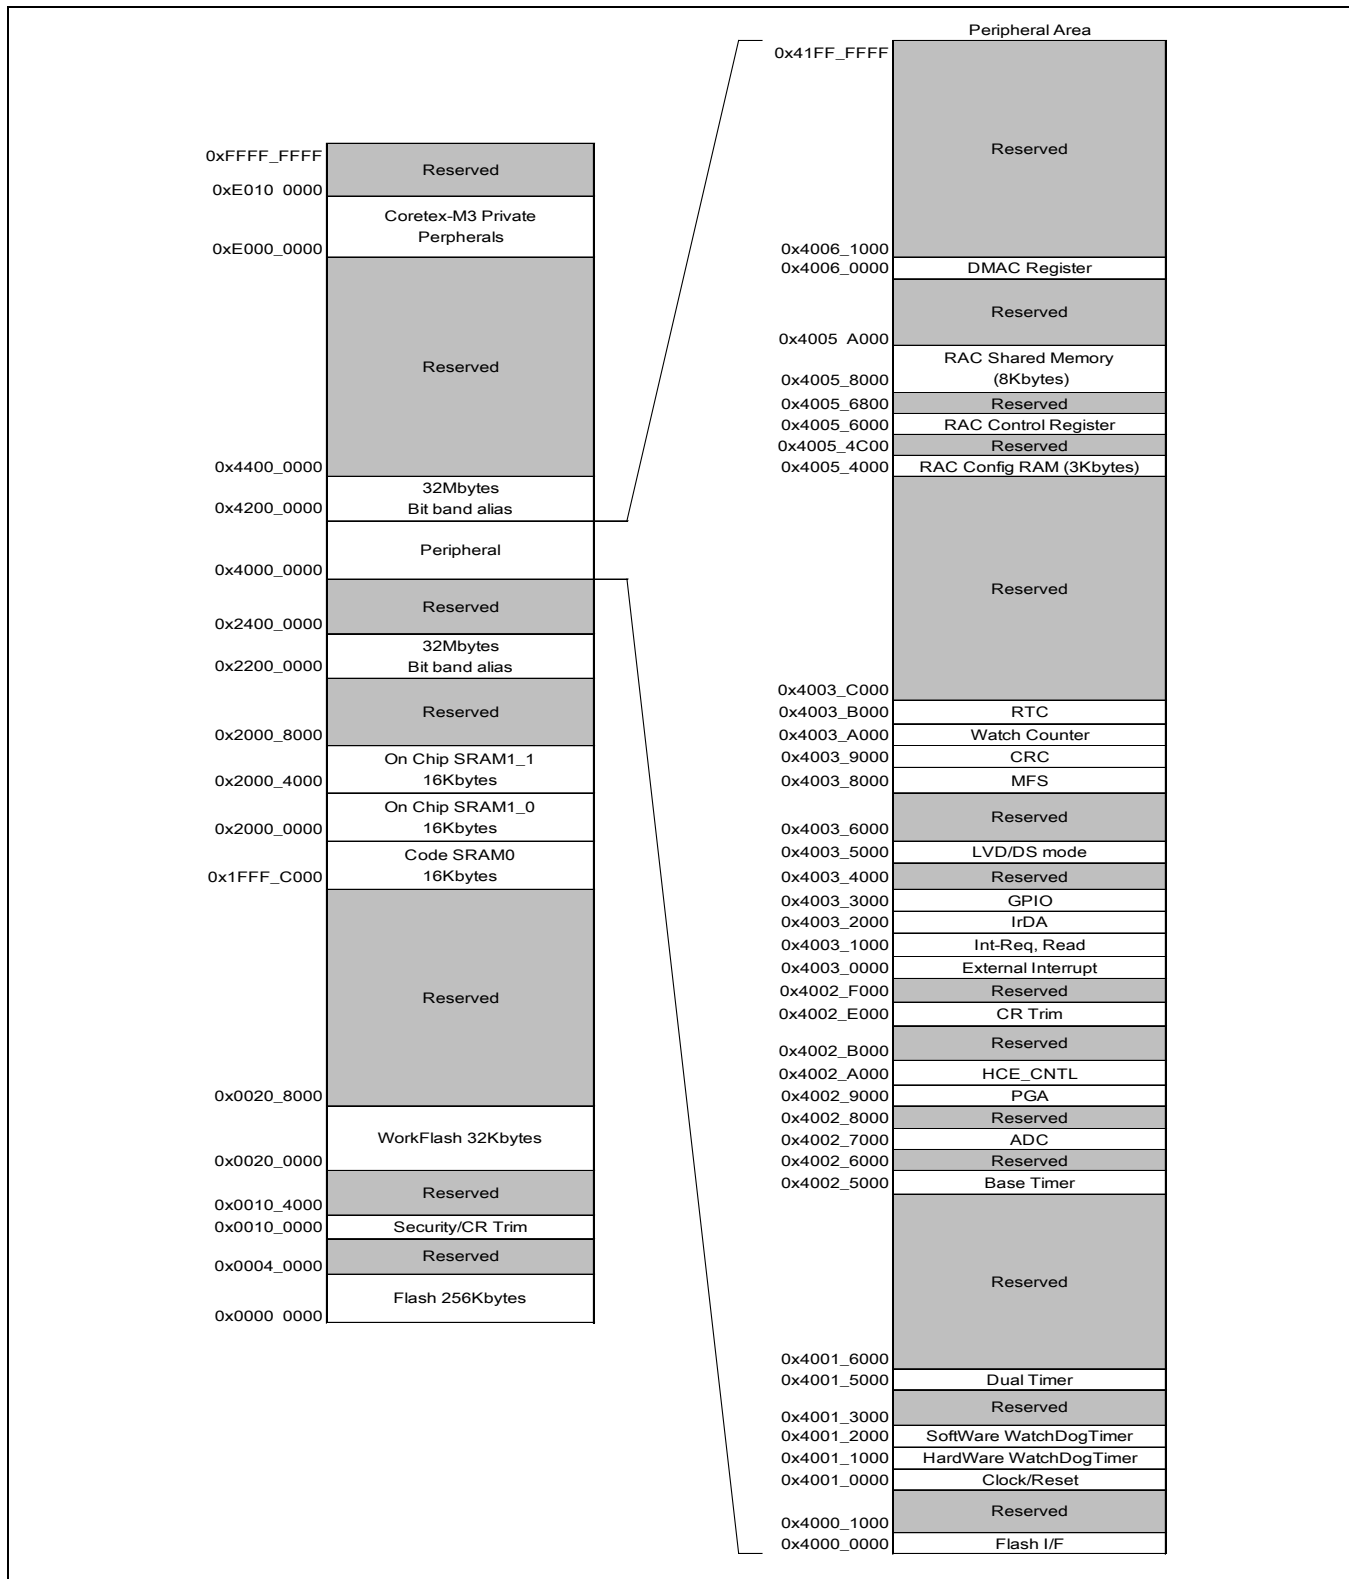 0xFFFF_FFFF
Reserved
0xE010 0000
Coretex-M3 Private
Perpherals
0xE000_0000
Reserved
0x4400_0000
32Mbytes
Bit band alias
0x4200_0000
Peripheral
0x4000_0000
Reserved
0x2400_0000
32Mbytes
Bit band alias
0x2200_0000
Reserved
0x2000_8000
On Chip SRAM1_1
16Kbytes
0x2000_4000
On Chip SRAM1_0
16Kbytes
0x2000_0000
Code SRAM0
16Kbytes
0x1FFF_C000
Reserved
0x0020_8000
WorkFlash 32Kbytes
0x0020_0000
Reserved
0x0010_4000
0x0010_0000 Security/CR Trim
Reserved
0x0004_0000
Flash 256Kbytes
0x0000 0000
Peripheral Area
0x41FF_FFFF
Reserved
0x4006_1000
0x4006_0000 DMAC Register
Reserved
0x4005 A000
RAC Shared Memory
0x4005_8000 (8Kbytes)
0x4005_6800 Reserved
0x4005_6000 RAC Control Register
0x4005_4C00 Reserved
0x4005_4000 RAC Config RAM (3Kbytes)
Reserved
0x4003_C000
0x4003_B000 RTC
0x4003_A000 Watch Counter
0x4003_9000 CRC
0x4003_8000 MFS
Reserved
0x4003_6000
0x4003_5000 LVD/DS mode
0x4003_4000 Reserved
0x4003_3000 GPIO
0x4003_2000 IrDA
0x4003_1000 Int-Req, Read
0x4003_0000 External Interrupt
0x4002_F000 Reserved
0x4002_E000 CR Trim
Reserved
0x4002_B000
0x4002_A000 HCE_CNTL
0x4002_9000 PGA
0x4002_8000 Reserved
0x4002_7000 ADC
0x4002_6000 Reserved
0x4002_5000 Base Timer
Reserved
0x4001_6000
0x4001_5000 Dual Timer
Reserved
0x4001_3000
0x4001_2000 SoftWare WatchDogTimer
0x4001_1000 HardWare WatchDogTimer
0x4001_0000 Clock/Reset
Reserved
0x4000_1000
0x4000_0000 Flash I/F